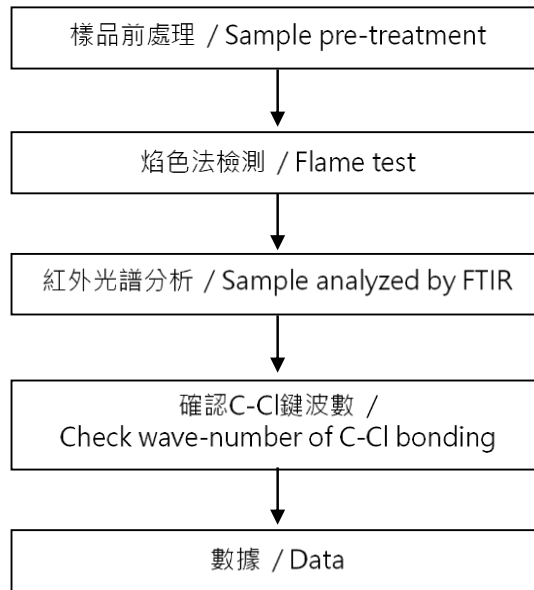 樣品前處理 / Sample pre-treatment
焰色法檢測 / Flame test
紅外光譜分析 / Sample analyzed by FTIR
確認C-Cl鍵波數 /
Check wave-number of C-Cl bonding
數據 / Data